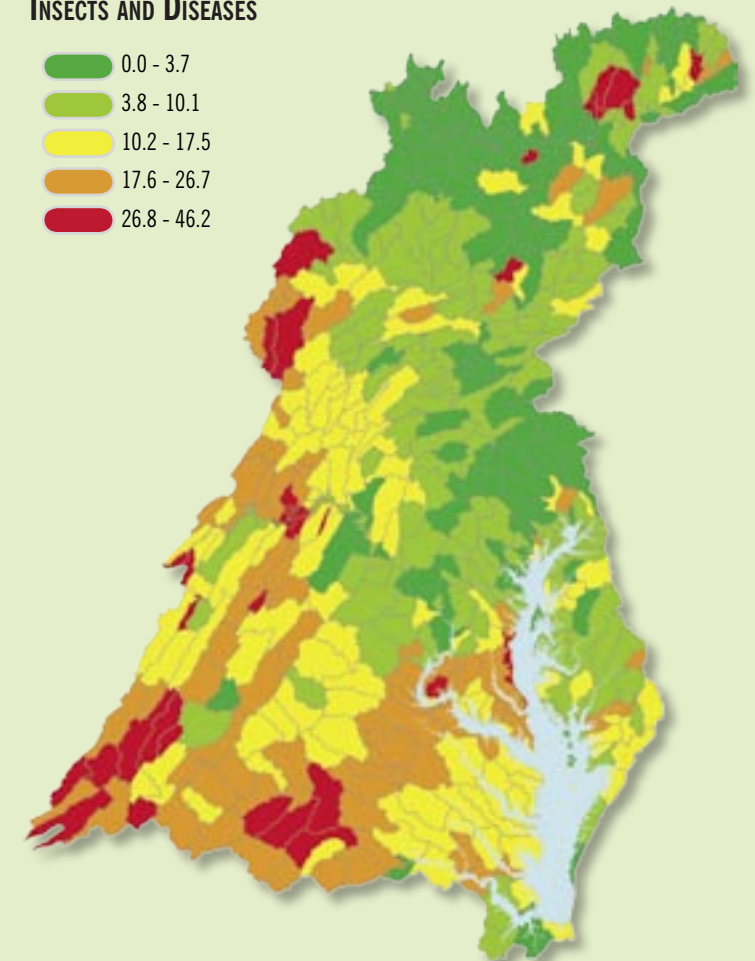 INSECTS AND DISEASES
0.0 - 3.7
3.8 - 10.1
10.2 - 17.5
17.6 - 26.7
26.8 - 46.2